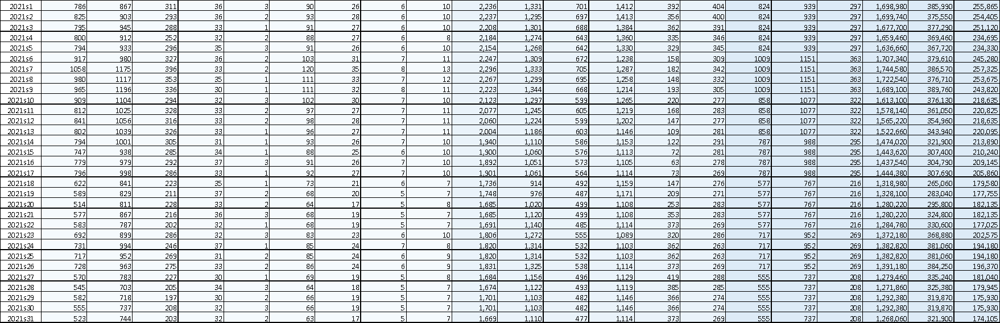 2021s1 786 867 311 36 3 90 26 6 10 2,236 1,331 701 1,412 392 404 824 939 297 1,698,980 385,990 255,865
2021s2 825 903 293 36 2 93 28 6 10 2,237 1,295 697 1,413 356 400 824 939 297 1,699,740 375,550 254,405
2021s3 795 945 288 33 1 91 27 6 10 2,208 1,301 688 1,384 362 391 824 939 297 1,677,700 377,290 251,120
2021s4 800 912 252 32 2 88 27 6 8 2,184 1,274 643 1,360 335 346 824 939 297 1,659,460 369,460 234,695
2021s5 794 933 296 35 3 91 26 6 10 2,154 1,268 642 1,330 329 345 824 939 297 1,636,660 367,720 234,330
2021s6 917 980 327 36 2 103 31 7 11 2,247 1,309 672 1,238 158 309 1009 1151 363 1,707,340 379,610 245,280
2021s7 1058 1175 396 33 2 120 35 8 13 2,296 1,333 705 1,287 182 342 1009 1151 363 1,744,580 386,570 257,325
2021s8 980 1117 353 35 1 111 33 7 12 2,267 1,299 695 1,258 148 332 1009 1151 363 1,722,540 376,710 253,675
2021s9 965 1196 336 30 1 111 32 8 11 2,223 1,344 668 1,214 193 305 1009 1151 363 1,689,100 389,760 243,820
2021s10 909 1104 294 32 3 102 30 7 10 2,123 1,297 599 1,265 220 277 858 1077 322 1,613,100 376,130 218,635
2021s11 812 1025 328 33 2 97 27 7 11 2,077 1,245 605 1,219 168 283 858 1077 322 1,578,140 361,050 220,825
2021s12 841 1056 316 33 2 98 28 7 11 2,060 1,224 599 1,202 147 277 858 1077 322 1,565,220 354,960 218,635
2021s13 802 1039 326 33 1 96 27 7 11 2,004 1,186 603 1,146 109 281 858 1077 322 1,522,660 343,940 220,095
2021s14 794 1001 305 31 1 93 26 7 10 1,940 1,110 586 1,153 122 291 787 988 295 1,474,020 321,900 213,890
2021s15 747 938 285 34 1 88 25 6 10 1,900 1,060 576 1,113 72 281 787 988 295 1,443,620 307,400 210,240
2021s16 779 979 292 37 3 91 26 7 10 1,892 1,051 573 1,105 63 278 787 988 295 1,437,540 304,790 209,145
2021s17 796 998 286 33 1 92 27 7 10 1,901 1,061 564 1,114 73 269 787 988 295 1,444,380 307,690 205,860
2021s18 622 841 223 35 1 73 21 6 7 1,736 914 492 1,159 147 276 577 767 216 1,318,980 265,060 179,580
2021s19 589 829 211 37 2 68 20 5 7 1,748 976 487 1,171 209 271 577 767 216 1,328,100 283,040 177,755
2021s20 514 811 228 33 2 64 17 5 8 1,685 1,020 499 1,108 253 283 577 767 216 1,280,220 295,800 182,135
2021s21 577 867 216 36 3 68 19 5 7 1,685 1,120 499 1,108 353 283 577 767 216 1,280,220 324,800 182,135
2021s22 583 787 202 32 1 68 19 5 7 1,691 1,140 485 1,114 373 269 577 767 216 1,284,780 330,600 177,025
2021s23 692 899 286 32 3 83 23 6 10 1,806 1,272 555 1,089 320 286 717 952 269 1,372,180 368,880 202,575
2021s24 731 994 246 37 1 85 24 7 8 1,820 1,314 532 1,103 362 263 717 952 269 1,382,820 381,060 194,180
2021s25 717 952 269 31 2 85 24 6 9 1,820 1,314 532 1,103 362 263 717 952 269 1,382,820 381,060 194,180
2021s26 728 963 275 33 2 86 24 6 9 1,831 1,325 538 1,114 373 269 717 952 269 1,391,180 384,250 196,370
2021s27 570 783 227 30 1 69 19 5 8 1,684 1,156 496 1,129 419 288 555 737 208 1,279,460 335,240 181,040
2021s28 545 703 205 34 3 64 18 5 7 1,674 1,122 493 1,119 385 285 555 737 208 1,271,860 325,380 179,945
2021s29 582 718 197 30 2 66 19 5 7 1,701 1,103 482 1,146 366 274 555 737 208 1,292,380 319,870 175,930
2021s30 555 737 208 32 3 66 19 5 7 1,701 1,103 482 1,146 366 274 555 737 208 1,292,380 319,870 175,930
2021s31 523 744 203 32 2 63 17 5 7 1,669 1,110 477 1,114 373 269 555 737 208 1,268,060 321,900 174,105